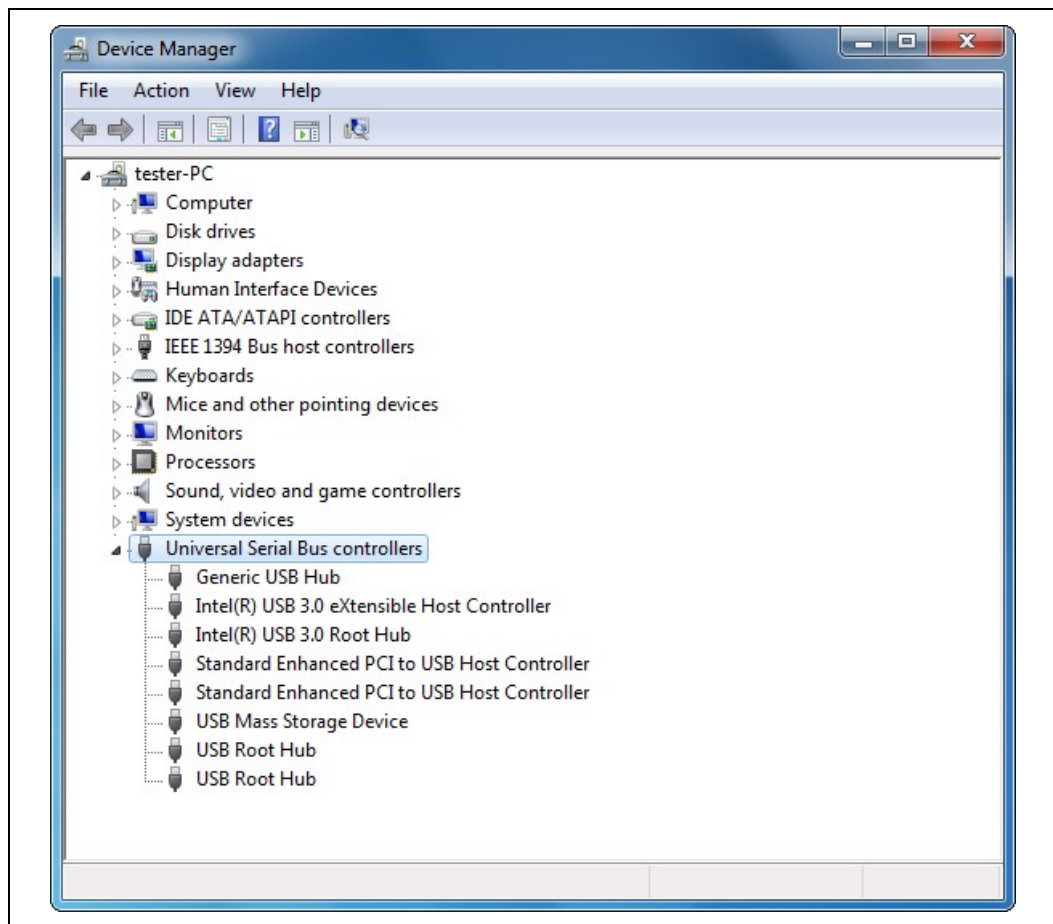 Device Manager
File Action View Help
tester-PC
Computer
Disk drives
Display adapters
Human Interface Devices
IDE ATA/ATAPI controllers
IEEE 1394 Bus host controllers
Keyboards
Mice and other pointing devices
Monitors
Processors
Sound, video and game controllers
System devices
Universal Serial Bus controllers
Generic USB Hub
Intel(R) USB 3.0 eXtensible Host Controller
Intel(R) USB 3.0 Root Hub
Standard Enhanced PCI to USB Host Controller
Standard Enhanced PCI to USB Host Controller
USB Mass Storage Device
USB Root Hub
USB Root Hub